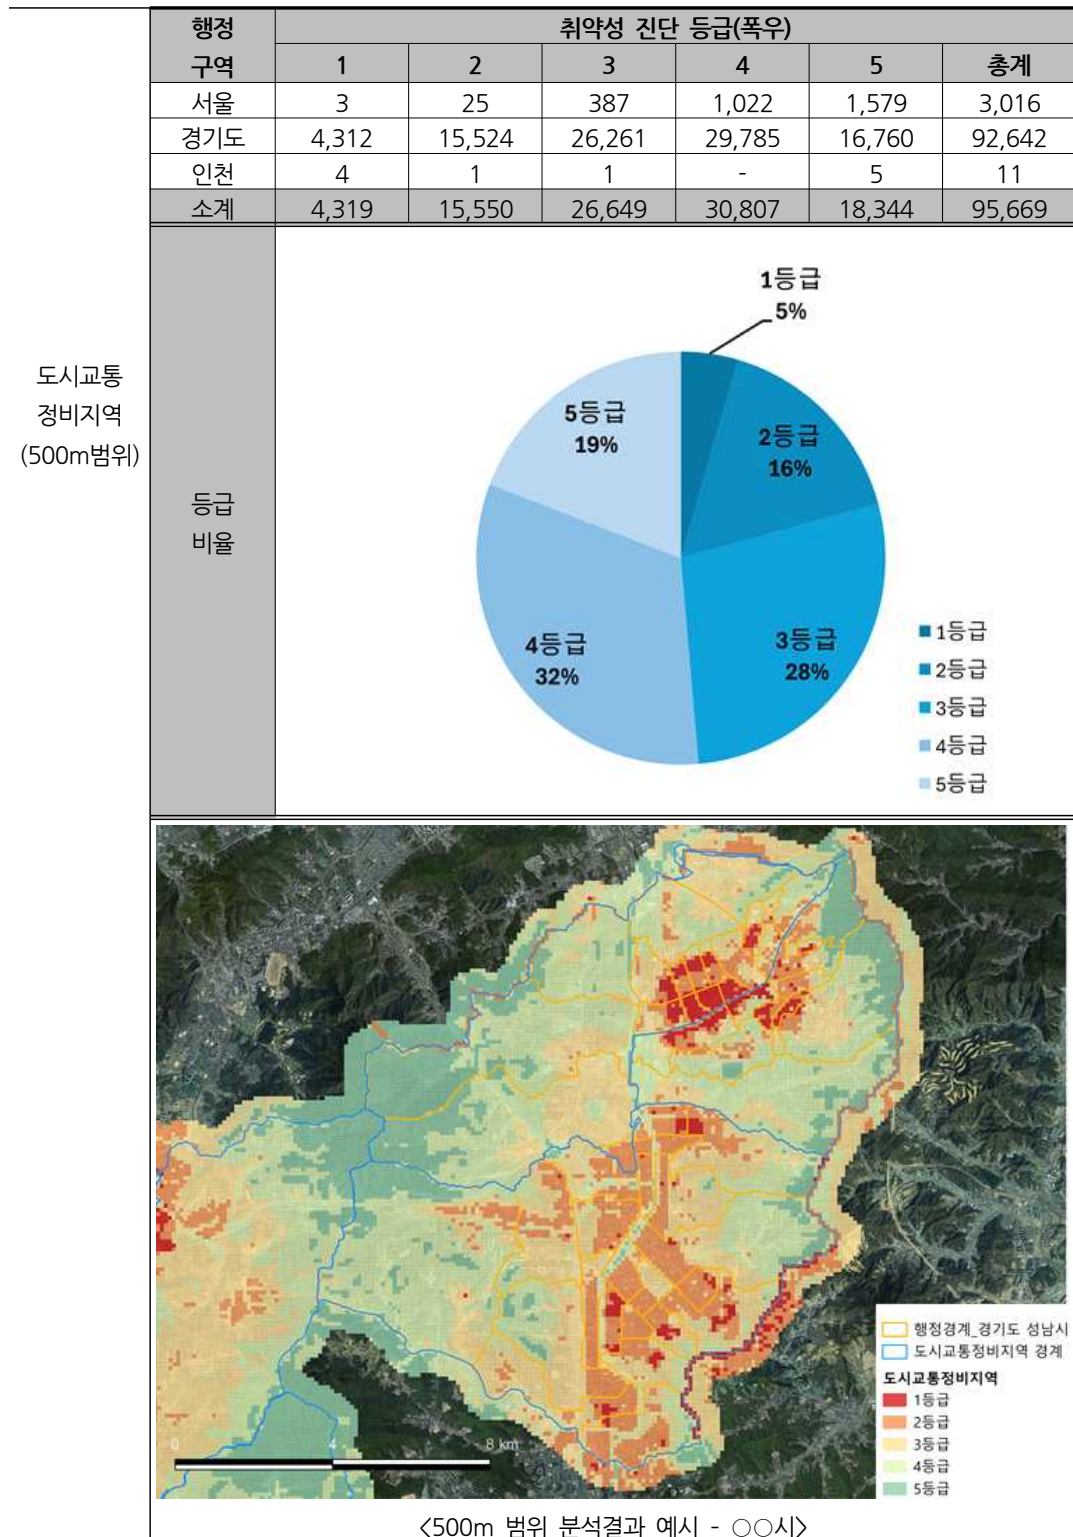 행정 구역 취약성 진단 등급(폭우)
1 2 3 4 5 총계
서울 3 25 387 1,022 1,579 3,016
경기도 4,312 15,524 26,261 29,785 16,760 92,642
인천 4 1 1 - 5 11
소계 4,319 15,550 26,649 30,807 18,344 95,669
도시교통
정비지역
(500m범위)
등급
비율
1등급
5%
2등급
16%
3등급
28%
4등급
32%
5등급
19%
1등급
2등급
3등급
4등급
5등급
행정경계_경기도 성남시
도시교통정비지역 경계
도시교통정비지역
1등급
2등급
3등급
4등급
5등급
0 4 8 km
<500m 범위 분석결과 예시 - ○○시>